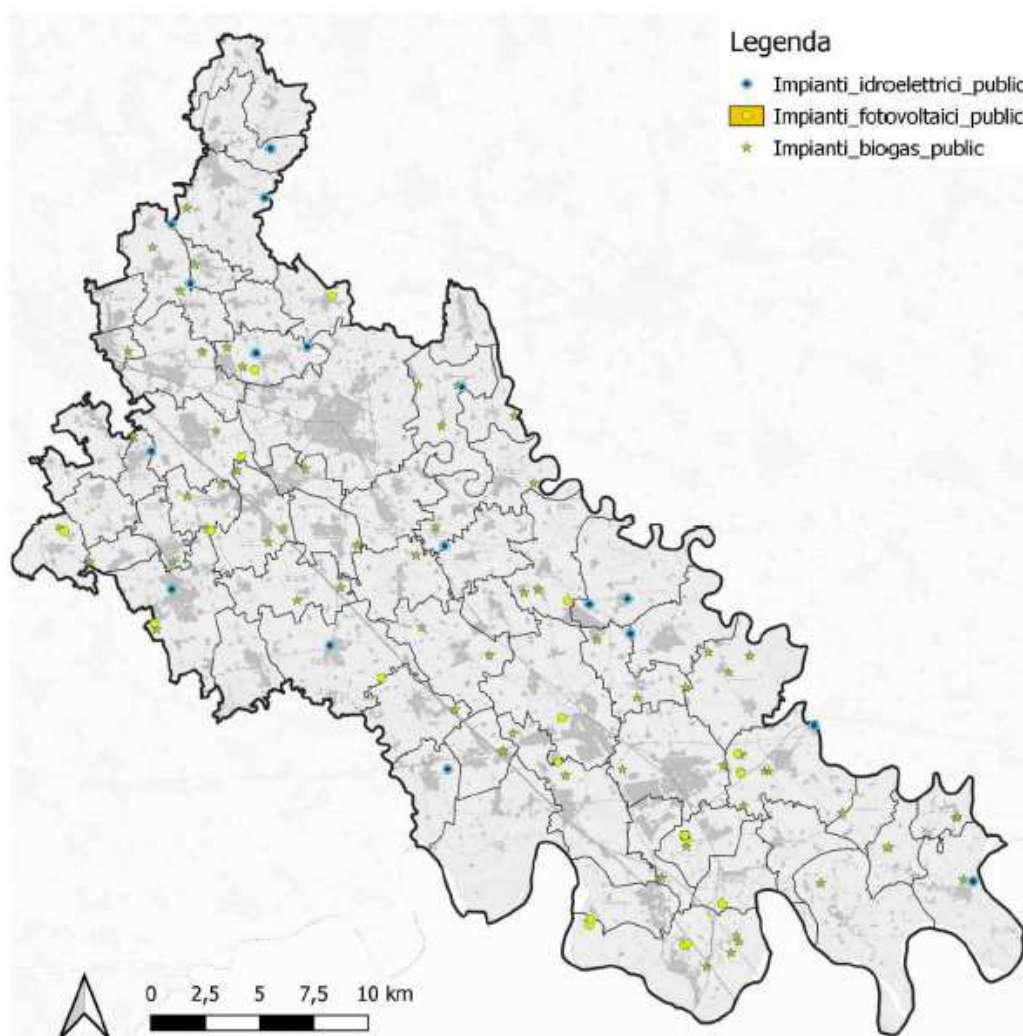 Legenda
Impianti_idroelettrici_public
Impianti_fotovoltaici_public
Impianti_biogas_public
0 2,5 5 7,5 10 km